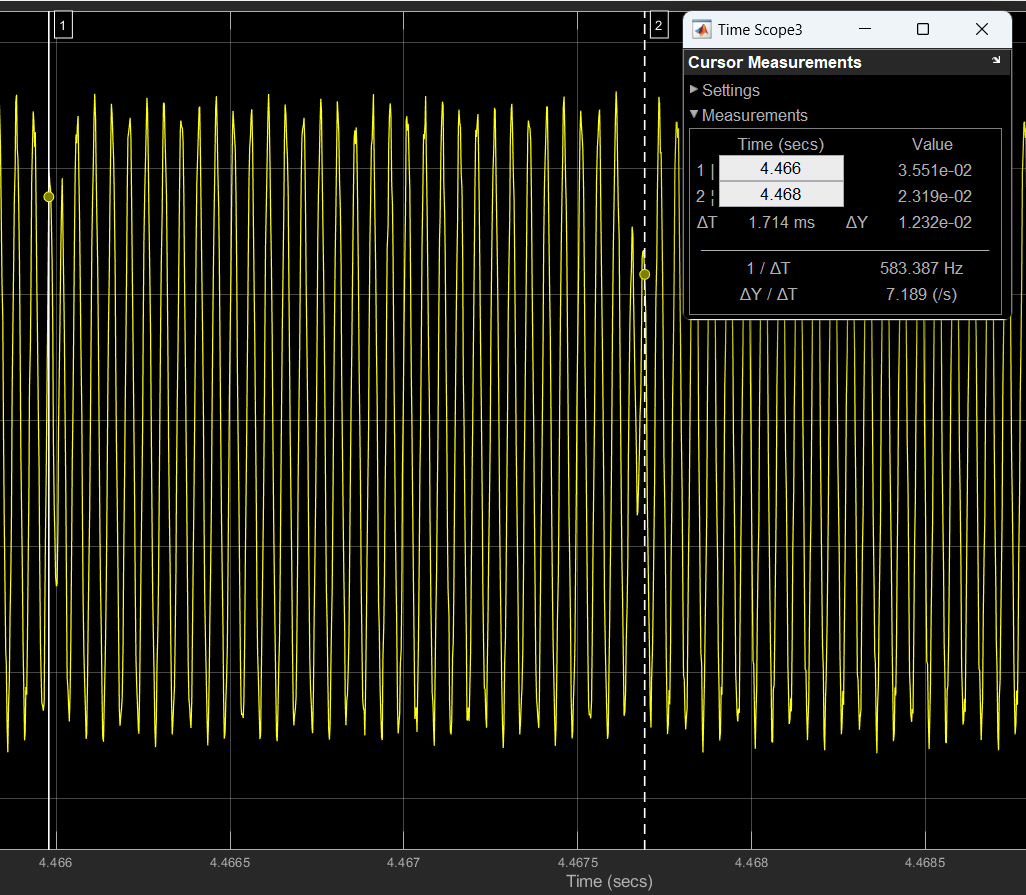 1
2
Time Scope3
Cursor Measurements
Settings
Measurements
Time (secs) Value
1 | 4.466 3.551e-02
2 ¦ 4.468 2.319e-02
ΔT 1.714 ms ΔY 1.232e-02
1 / ΔT 583.387 Hz
ΔY / ΔT 7.189 (/s)
4.466 4.4665 4.467 4.4675 4.468 4.4685
Time (secs)